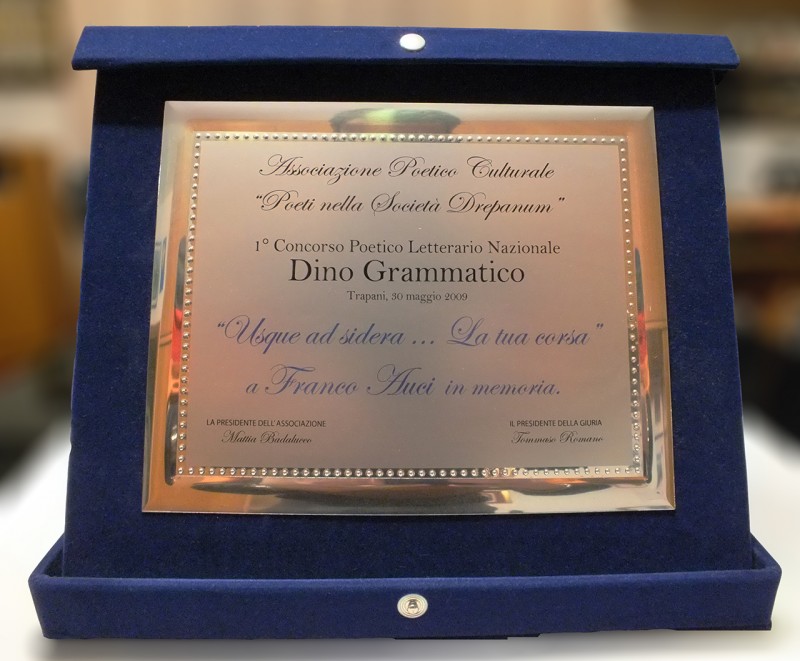 Associazione Poetico Culturale
"Poeti nella Società Drepanum"
1° Concorso Poetico Letterario Nazionale
Dino Grammatico
Trapani, 30 maggio 2009
"Usque ad sidera ... La tua corsa"
a Franco Auci in memoria.
LA PRESIDENTE DELL'ASSOCIAZIONE
Mattia Badalucco
IL PRESIDENTE DELLA GIURIA
Tommaso Romano